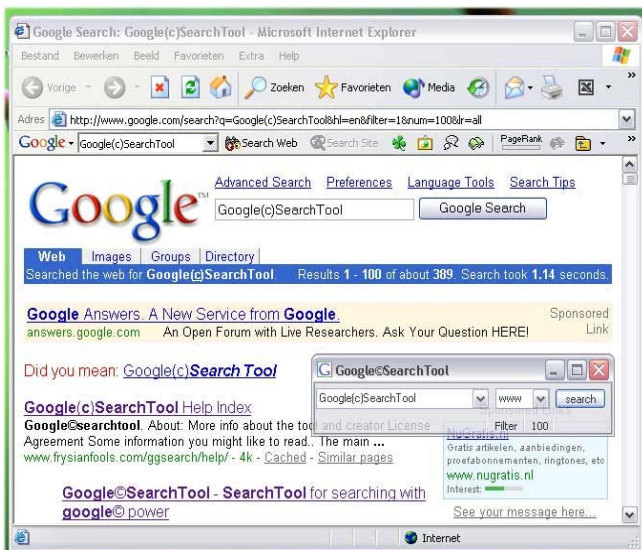 Google Search: Google(c)SearchTool - Microsoft Internet Explorer
Bestand Bewerken Beeld Favorieten Extra Help
Vorige Zoeken Favorieten Media
Adres http://www.google.com/search?q=Google(c)SearchTool&hl=en&filter=1&num=100&lr=all
Google Google(c)SearchTool Search Web Search Site PageRank
Google™
Advanced Search Preferences Language Tools Search Tips
Google(c)SearchTool Google Search
Web Images Groups Directory
Searched the web for Google(c)SearchTool. Results 1 - 100 of about 389. Search took 1.14 seconds.
Google Answers. A New Service from Google. Sponsored
answers.google.com An Open Forum with Live Researchers. Ask Your Question HERE! Link
Did you mean: Google(c)Search Tool
Google©SearchTool
Google(c)SearchTool www search
Filter 100
Google(c)SearchTool Help Index
Sponsored Links
Google©searchtool. About: More info about the tool and creator License
Agreement Some information you might like to read.. The main ...
www.frysianfools.com/ggsearch/help/ - 4k - Cached - Similar pages
NuGratis.nl
Gratis artikelen, aanbiedingen,
proefabonnementen, ringtones, etc
www.nugratis.nl
Interest:
See your message here...
Google©SearchTool - SearchTool for searching with
google© power
Internet